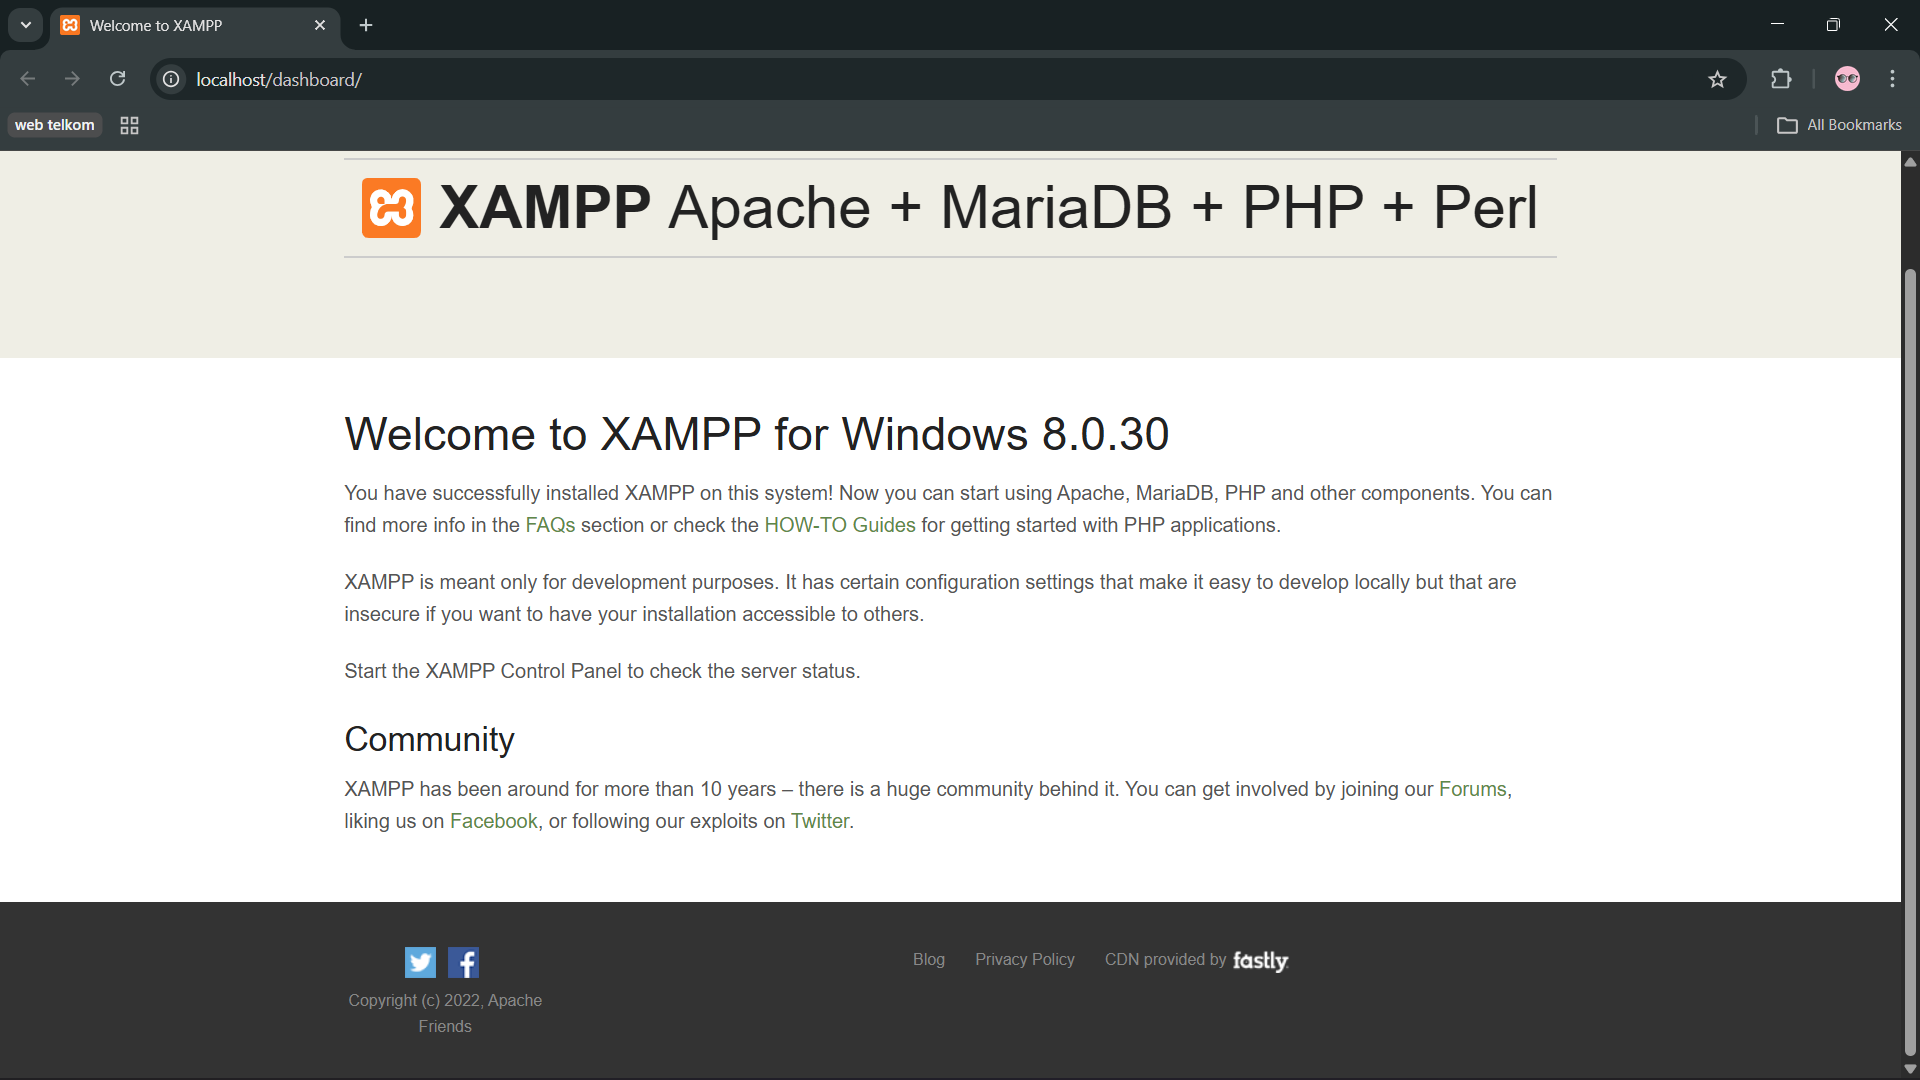 Welcome to XAMPP
localhost/dashboard/
web telkom
All Bookmarks
XAMPP Apache + MariaDB + PHP + Perl
Welcome to XAMPP for Windows 8.0.30
You have successfully installed XAMPP on this system! Now you can start using Apache, MariaDB, PHP and other components. You can
find more info in the FAQs section or check the HOW-TO Guides for getting started with PHP applications.
XAMPP is meant only for development purposes. It has certain configuration settings that make it easy to develop locally but that are
insecure if you want to have your installation accessible to others.
Start the XAMPP Control Panel to check the server status.
Community
XAMPP has been around for more than 10 years – there is a huge community behind it. You can get involved by joining our Forums,
liking us on Facebook, or following our exploits on Twitter.
Blog Privacy Policy CDN provided by fastly
Copyright (c) 2022, Apache
Friends